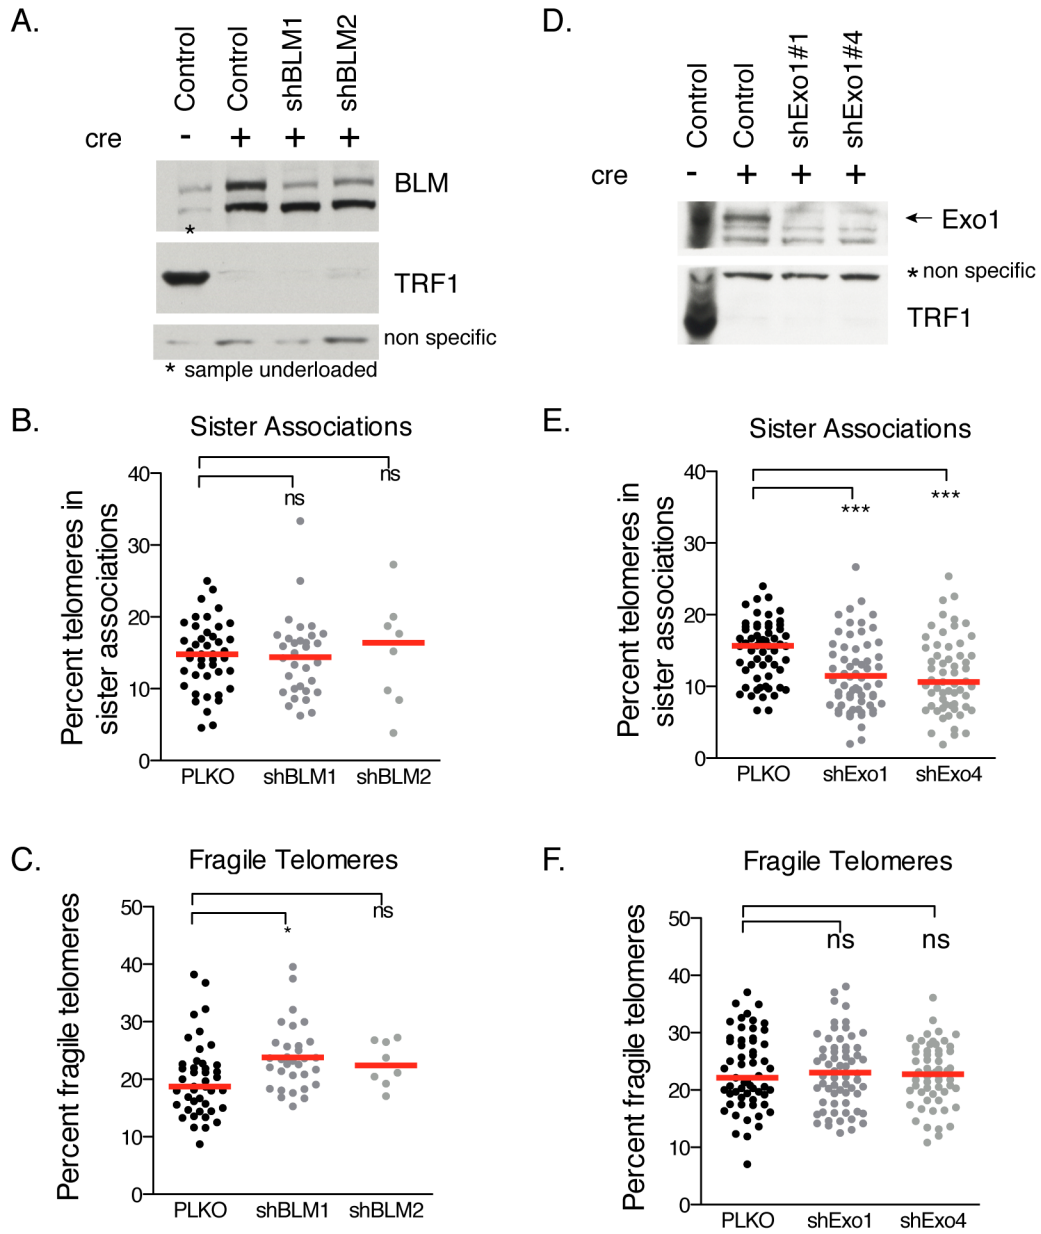 A.
Control
Control
shBLM1
shBLM2
cre - + + +
BLM
*
TRF1
non specific
* sample underloaded
D.
Control
Control
shExo1#1
shExo1#4
cre - + + +
← Exo1
* non specific
TRF1
B.
Sister Associations
Percent telomeres in
sister associations
40
30
20
10
0
ns
ns
PLKO shBLM1 shBLM2
E.
Sister Associations
Percent telomeres in
sister associations
40
30
20
10
0
***
***
PLKO shExo1 shExo4
C.
Fragile Telomeres
Percent fragile telomeres
50
40
30
20
10
0
ns
*
PLKO shBLM1 shBLM2
F.
Fragile Telomeres
Percent fragile telomeres
50
40
30
20
10
0
ns ns
PLKO shExo1 shExo4